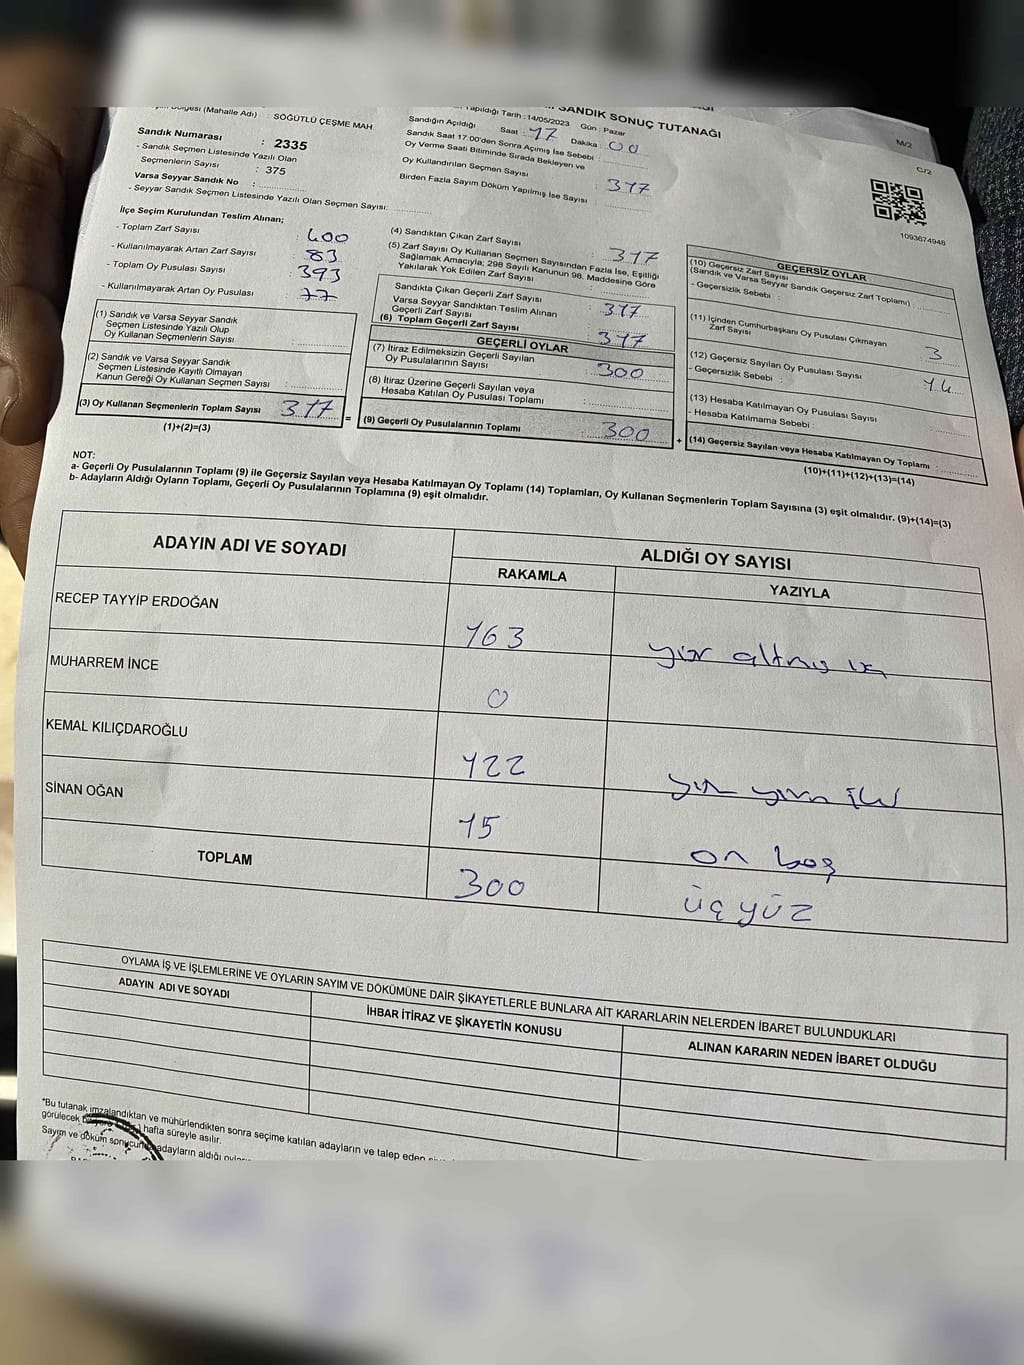 SANDIK SONUÇ TUTANAĞI
(Mahalle Adı) : SÖĞÜTLÜ ÇEŞME MAH
Sandık Numarası : 2335
- Sandık Seçmen Listesinde Yazılı Olan
Seçmenlerin Sayısı : 375
Varsa Seyyar Sandık No :
- Seyyar Sandık Seçmen Listesinde Yazılı Olan Seçmen Sayısı:
Yapıldığı Tarih :14/05/2023 Gün : Pazar
Sandığın Açıldığı Saat : 17 Dakika : 00
Sandık Saat 17.00'den Sonra Açımış İse Sebebi :
Oy Verme Saati Bitiminde Sırada Bekleyen ve
Oy Kullandırılan Seçmen Sayısı : 317
Birden Fazla Sayım Döküm Yapılmış İse Sayısı :
M/2
C/2
1093674948
İlçe Seçim Kurulundan Teslim Alınan;
- Toplam Zarf Sayısı : 400
- Kullanılmayarak Artan Zarf Sayısı : 83
- Toplam Oy Pusulası Sayısı : 393
- Kullanılmayarak Artan Oy Pusulası : 77
(1) Sandık ve Varsa Seyyar Sandık
Seçmen Listesinde Yazılı Olup
Oy Kullanan Seçmenlerin Sayısı :
(2) Sandık ve Varsa Seyyar Sandık
Seçmen Listesinde Kayıtlı Olmayan
Kanun Gereği Oy Kullanan Seçmen Sayısı :
(3) Oy Kullanan Seçmenlerin Toplam Sayısı 317
(1)+(2)=(3)
=
(4) Sandıktan Çıkan Zarf Sayısı : 317
(5) Zarf Sayısı Oy Kullanan Seçmen Sayısından Fazla İse, Eşitliği
Sağlamak Amacıyla; 298 Sayılı Kanunun 98. Maddesine Göre
Yakılarak Yok Edilen Zarf Sayısı :
Sandıkta Çıkan Geçerli Zarf Sayısı : 317
Varsa Seyyar Sandıktan Teslim Alınan
Geçerli Zarf Sayısı :
(6) Toplam Geçerli Zarf Sayısı : 317
GEÇERLİ OYLAR
(7) İtiraz Edilmeksizin Geçerli Sayılan
Oy Pusulalarının Sayısı : 300
(8) İtiraz Üzerine Geçerli Sayılan veya
Hesaba Katılan Oy Pusulası Toplamı :
(9) Geçerli Oy Pusulalarının Toplamı : 300
+
GEÇERSİZ OYLAR
(10) Geçersiz Zarf Sayısı
(Sandık ve Varsa Seyyar Sandık Geçersiz Zarf Toplamı) :
- Geçersizlik Sebebi :
(11) İçinden Cumhurbaşkanı Oy Pusulası Çıkmayan
Zarf Sayısı : 3
(12) Geçersiz Sayılan Oy Pusulası Sayısı : 14
- Geçersizlik Sebebi :
(13) Hesaba Katılmayan Oy Pusulası Sayısı :
- Hesaba Katılmama Sebebi :
(14) Geçersiz Sayılan veya Hesaba Katılmayan Oy Toplamı :
(10)+(11)+(12)+(13)=(14)
NOT:
a- Geçerli Oy Pusulalarının Toplamı (9) ile Geçersiz Sayılan veya Hesaba Katılmayan Oy Toplamı (14) Toplamları, Oy Kullanan Seçmenlerin Toplam Sayısına (3) eşit olmalıdır. (9)+(14)=(3)
b- Adayların Aldığı Oyların Toplamı, Geçerli Oy Pusulalarının Toplamına (9) eşit olmalıdır.
ADAYIN ADI VE SOYADI
ALDIĞI OY SAYISI
RAKAMLA YAZIYLA
RECEP TAYYİP ERDOĞAN 163 yüz altmış üç
MUHARREM İNCE 0
KEMAL KILIÇDAROĞLU 122 yüz yirmi iki
SİNAN OĞAN 15 on beş
TOPLAM 300 üçyüz
OYLAMA İŞ VE İŞLEMLERİNE VE OYLARIN SAYIM VE DÖKÜMÜNE DAİR ŞİKAYETLERLE BUNLARA AİT KARARLARIN NELERDEN İBARET BULUNDUKLARI
ADAYIN ADI VE SOYADI İHBAR İTİRAZ VE ŞİKAYETİN KONUSU ALINAN KARARIN NEDEN İBARET OLDUĞU
*Bu tutanak imzalandıktan ve mühürlendikten sonra seçime katılan adayların ve talep eden
görülecek hafta süreyle asılır.
Sayım ve döküm sonucunda adayların aldığı